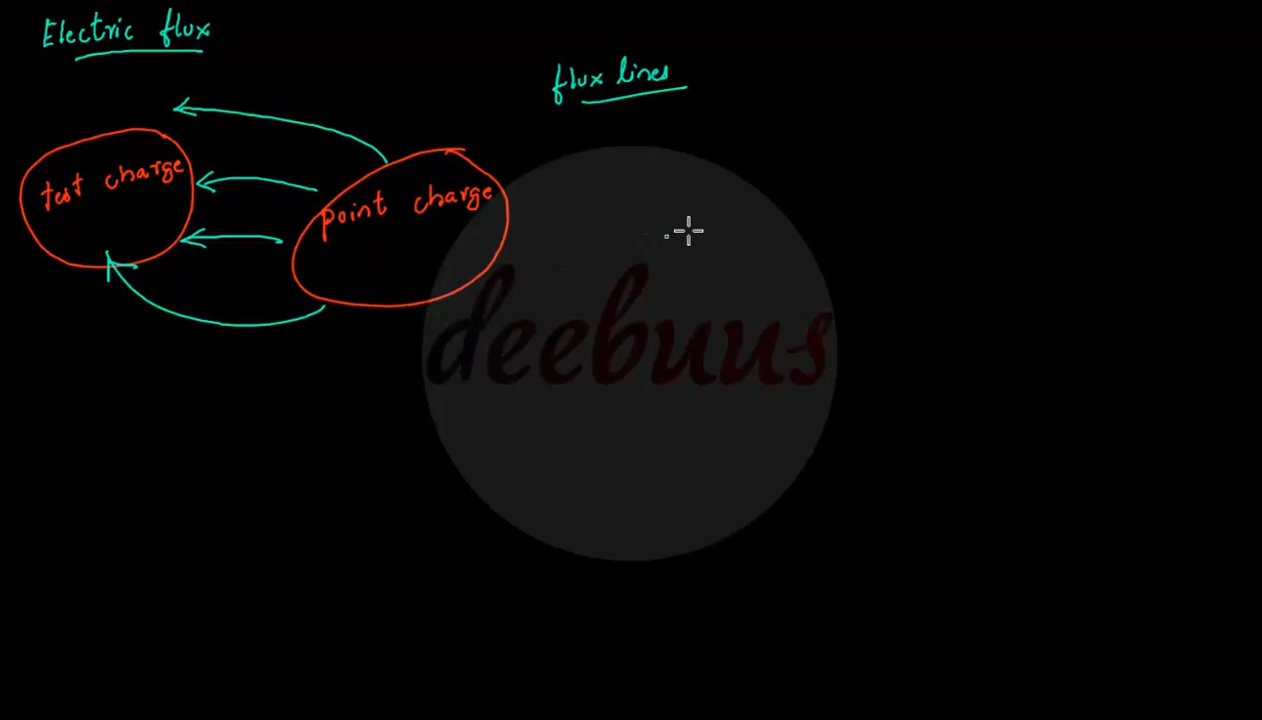 Electric flux
flux lines
test charge
point charge
deebuus